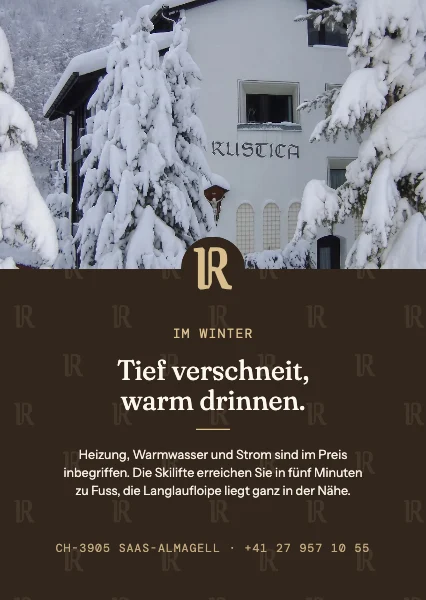 RUSTICA
R
IM WINTER
Tief verschneit,
warm drinnen.
Heizung, Warmwasser und Strom sind im Preis
inbegriffen. Die Skilifte erreichen Sie in fünf Minuten
zu Fuss, die Langlaufloipe liegt ganz in der Nähe.
CH-3905 SAAS-ALMAGELL · +41 27 957 10 55